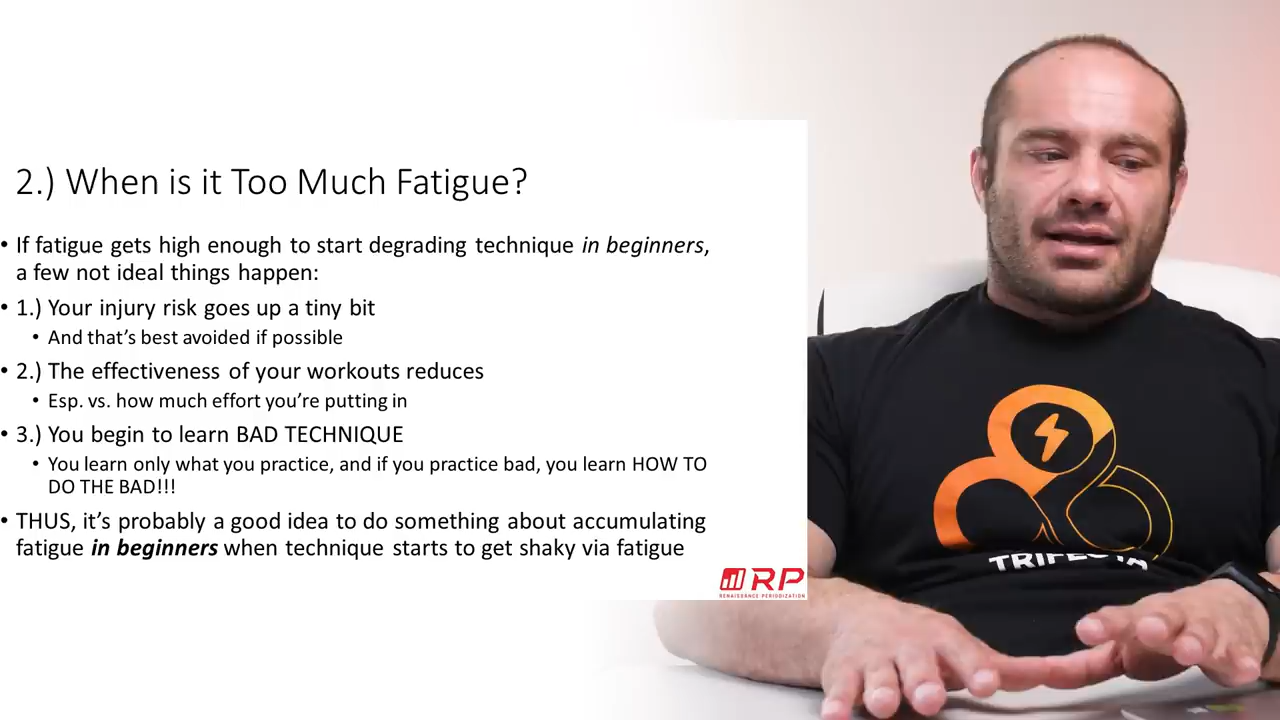 2.) When is it Too Much Fatigue?
• If fatigue gets high enough to start degrading technique in beginners,
a few not ideal things happen:
• 1.) Your injury risk goes up a tiny bit
• And that’s best avoided if possible
• 2.) The effectiveness of your workouts reduces
• Esp. vs. how much effort you’re putting in
• 3.) You begin to learn BAD TECHNIQUE
• You learn only what you practice, and if you practice bad, you learn HOW TO
DO THE BAD!!!
• THUS, it’s probably a good idea to do something about accumulating
fatigue in beginners when technique starts to get shaky via fatigue
RP
RENAISSANCE PERIODIZATION
TRIFECTA